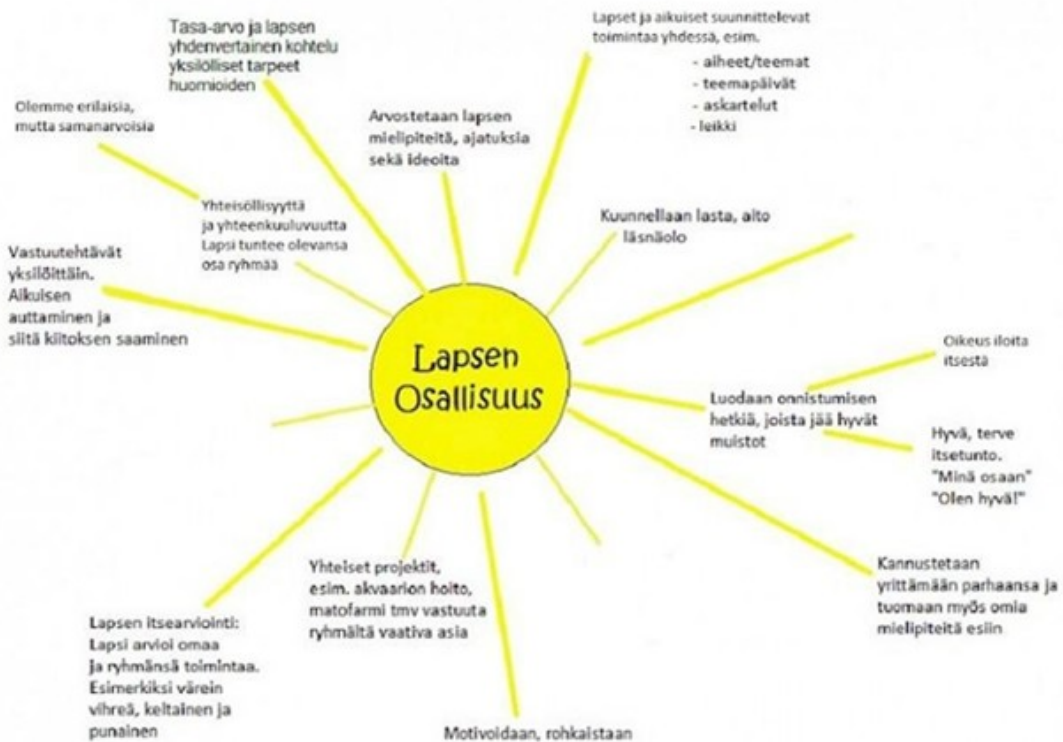 Tasa-arvo ja lapsen
yhdenvertainen kohtelu
yksilölliset tarpeet
huomioiden
Lapset ja aikuiset suunnittelevat
toimintaa yhdessä, esim.
- aiheet/teemat
- teemapäivät
- askartelut
- leikki
Olemme erilaisia,
mutta samanarvoisia
Arvostetaan lapsen
mielipiteitä, ajatuksia
sekä ideoita
Yhteisöllisyyttä
ja yhteenkuuluvuutta
Lapsi tuntee olevansa
osa ryhmää
Kuunnellaan lasta, aito
läsnäolo
Vastuutehtävät
yksilöittäin.
Aikuisen
auttaminen ja
siitä kiitoksen saaminen
Lapsen
Osallisuus
Oikeus iloita
itsestä
Luodaan onnistumisen
hetkiä, joista jää hyvät
muistot
Hyvä, terve
itsetunto.
"Minä osaan"
"Olen hyvä!"
Kannustetaan
yrittämään parhaansa ja
tuomaan myös omia
mielipiteitä esiin
Yhteiset projektit,
esim. akvaarion hoito,
matofarmi tmv vastuuta
ryhmältä vaativa asia
Lapsen itsearviointi:
Lapsi arvioi omaa
ja ryhmänsä toimintaa.
Esimerkiksi värein
vihreä, keltainen ja
punainen
Motivoidaan, rohkaistaan